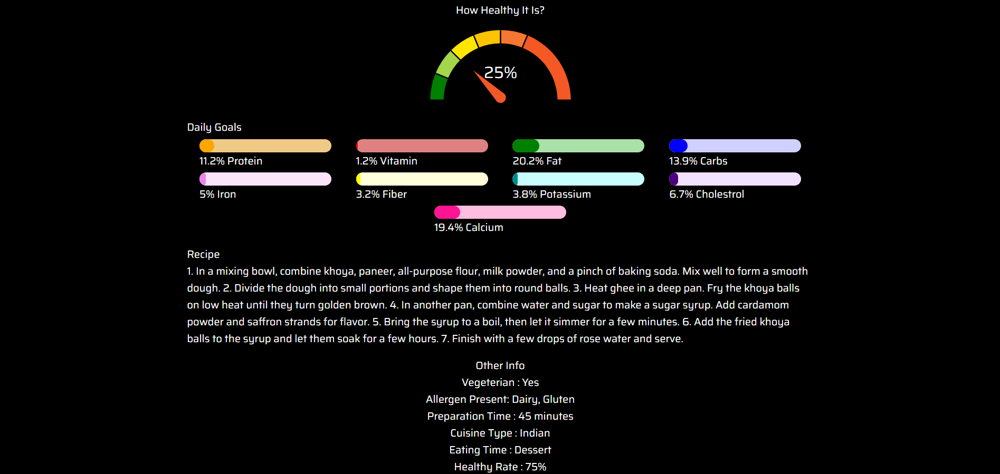 How Healthy It Is?
25%
Daily Goals
11.2% Protein
1.2% Vitamin
20.2% Fat
13.9% Carbs
5% Iron
3.2% Fiber
3.8% Potassium
6.7% Cholestrol
19.4% Calcium
Recipe
1. In a mixing bowl, combine khoya, paneer, all-purpose flour, milk powder, and a pinch of baking soda. Mix well to form a smooth
dough. 2. Divide the dough into small portions and shape them into round balls. 3. Heat ghee in a deep pan. Fry the khoya balls
on low heat until they turn golden brown. 4. In another pan, combine water and sugar to make a sugar syrup. Add cardamom
powder and saffron strands for flavor. 5. Bring the syrup to a boil, then let it simmer for a few minutes. 6. Add the fried khoya
balls to the syrup and let them soak for a few hours. 7. Finish with a few drops of rose water and serve.
Other Info
Vegeterian : Yes
Allergen Present: Dairy, Gluten
Preparation Time : 45 minutes
Cuisine Type : Indian
Eating Time : Dessert
Healthy Rate : 75%